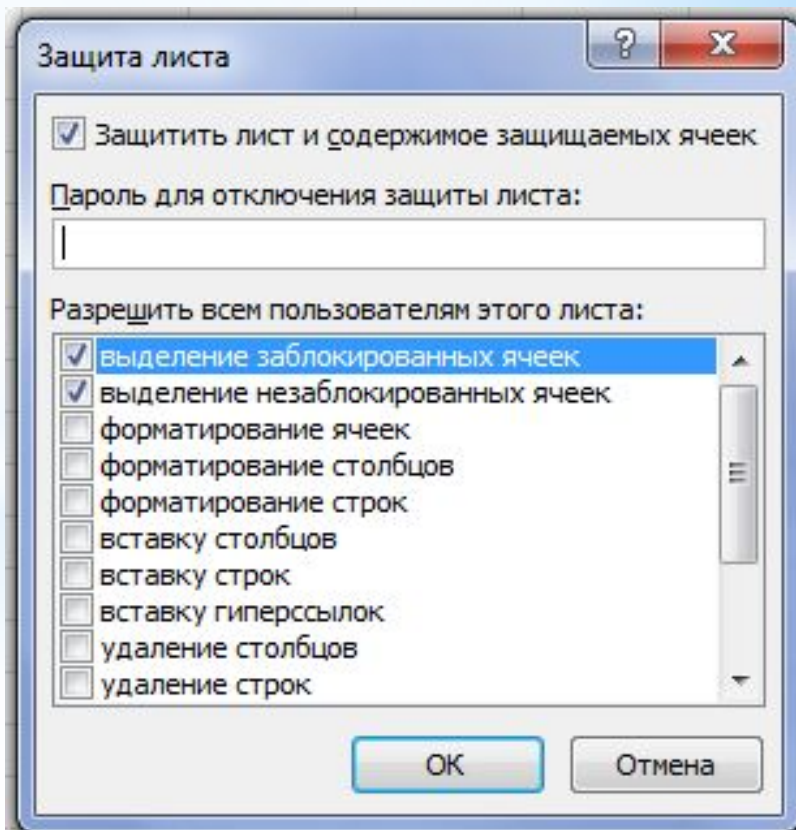 Защита листа
?
Защитить лист и содержимое защищаемых ячеек
Пароль для отключения защиты листа:
Разрешить всем пользователям этого листа:
выделение заблокированных ячеек
выделение незаблокированных ячеек
форматирование ячеек
форматирование столбцов
форматирование строк
вставку столбцов
вставку строк
вставку гиперссылок
удаление столбцов
удаление строк
ОК Отмена